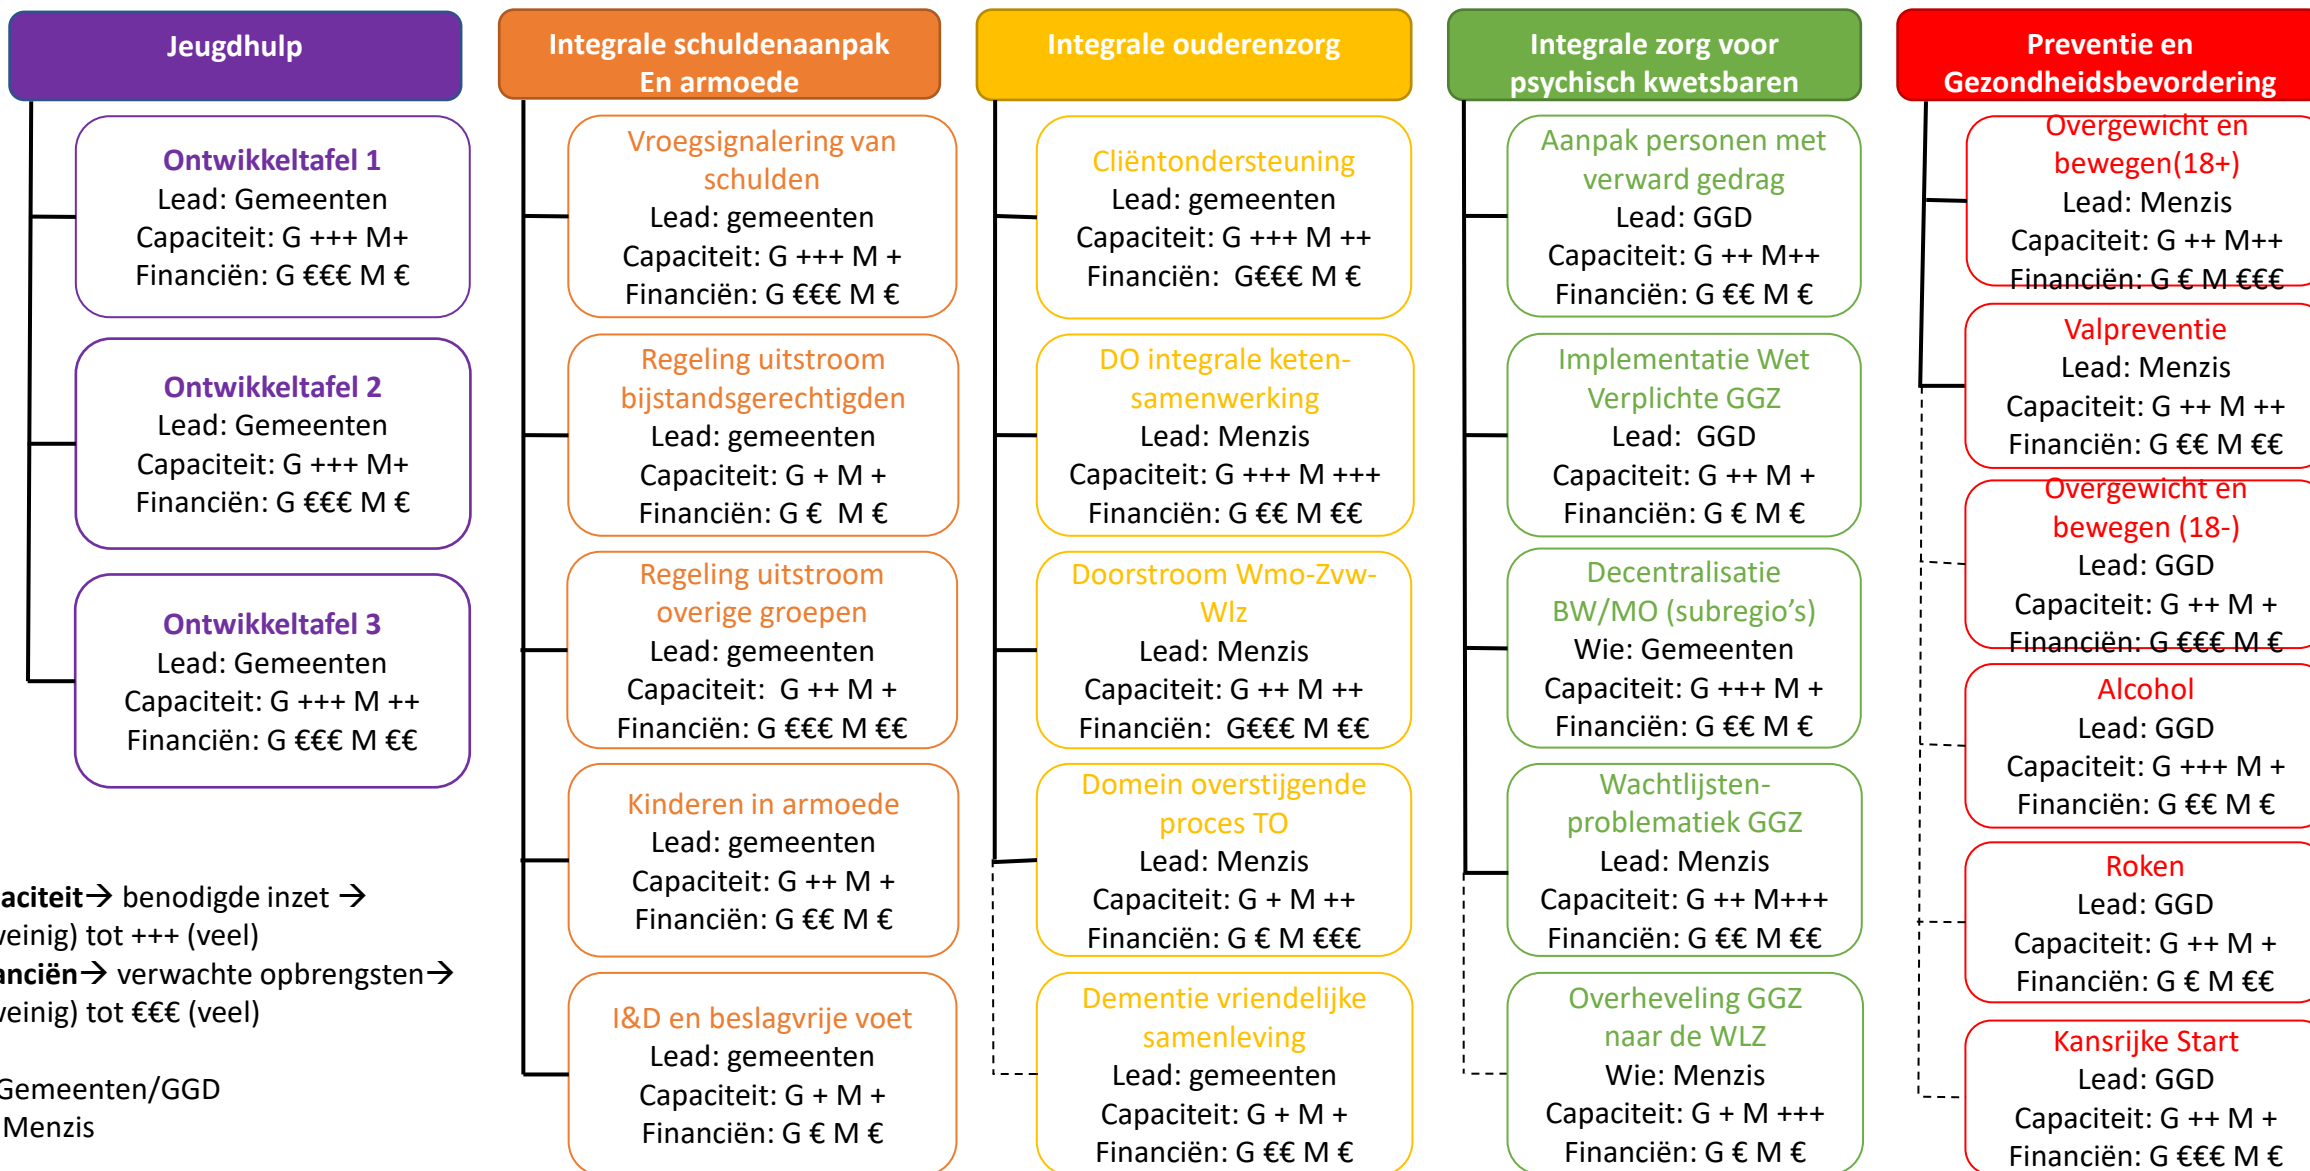 Jeugdhulp
Ontwikkeltafel 1
Lead: Gemeenten
Capaciteit: G +++ M+
Financiën: G €€€ M €
Ontwikkeltafel 2
Lead: Gemeenten
Capaciteit: G +++ M+
Financiën: G €€€ M €
Ontwikkeltafel 3
Lead: Gemeenten
Capaciteit: G +++ M ++
Financiën: G €€€ M €€
aciteit→ benodigde inzet →
veinig) tot +++ (veel)
anciën→ verwachte opbrengsten→
veinig) tot €€€ (veel)
Gemeenten/GGD
Menzis
Integrale schuldenaanpak
En armoede
Vroegsignalering van
schulden
Lead: gemeenten
Capaciteit: G +++ M +
Financiën: G €€€ M €
Regeling uitstroom
bijstandsgerechtigden
Lead: gemeenten
Capaciteit: G + M +
Financiën: G € M €
Regeling uitstroom
overige groepen
Lead: gemeenten
Capaciteit: G ++ M +
Financiën: G €€€ M €€
Kinderen in armoede
Lead: gemeenten
Capaciteit: G ++ M +
Financiën: G €€ M €
I&D en beslagvrije voet
Lead: gemeenten
Capaciteit: G + M +
Financiën: G € M €
Integrale ouderenzorg
Cliëntondersteuning
Lead: gemeenten
Capaciteit: G +++ M ++
Financiën: G€€€ M €
DO integrale keten-
samenwerking
Lead: Menzis
Capaciteit: G +++ M +++
Financiën: G €€ M €€
Doorstroom Wmo-Zvw-
Wlz
Lead: Menzis
Capaciteit: G ++ M ++
Financiën: G€€€ M €€
Domein overstijgende
proces TO
Lead: Menzis
Capaciteit: G + M ++
Financiën: G € M €€€
Dementie vriendelijke
samenleving
Lead: gemeenten
Capaciteit: G + M +
Financiën: G €€ M €
Integrale zorg voor
psychisch kwetsbaren
Aanpak personen met
verward gedrag
Lead: GGD
Capaciteit: G ++ M++
Financiën: G €€ M €
Implementatie Wet
Verplichte GGZ
Lead: GGD
Capaciteit: G ++ M +
Financiën: G € M €
Decentralisatie
BW/MO (subregio's)
Wie: Gemeenten
Capaciteit: G +++ M +
Financiën: G €€ M €
Wachtlijsten-
problematiek GGZ
Lead: Menzis
Capaciteit: G ++ M+++
Financiën: G €€ M €€
Overheveling GGZ
naar de WLZ
Wie: Menzis
Capaciteit: G + M +++
Financiën: G € M €
Preventie en
Gezondheidsbevordering
Overgewicht en
bewegen(18+)
Lead: Menzis
Capaciteit: G ++ M++
Financiën: G € M €€€
Valpreventie
Lead: Menzis
Capaciteit: G ++ M ++
Financiën: G €€ M €€
Overgewicht en
bewegen (18-)
Lead: GGD
Capaciteit: G ++ M +
Financiën: G €€€ M €
Alcohol
Lead: GGD
Capaciteit: G +++ M +
Financiën: G €€ M €
Roken
Lead: GGD
Capaciteit: G ++ M +
Financiën: G € M €€
Kansrijke Start
Lead: GGD
Capaciteit: G ++ M +
Financiën: G €€€ M €